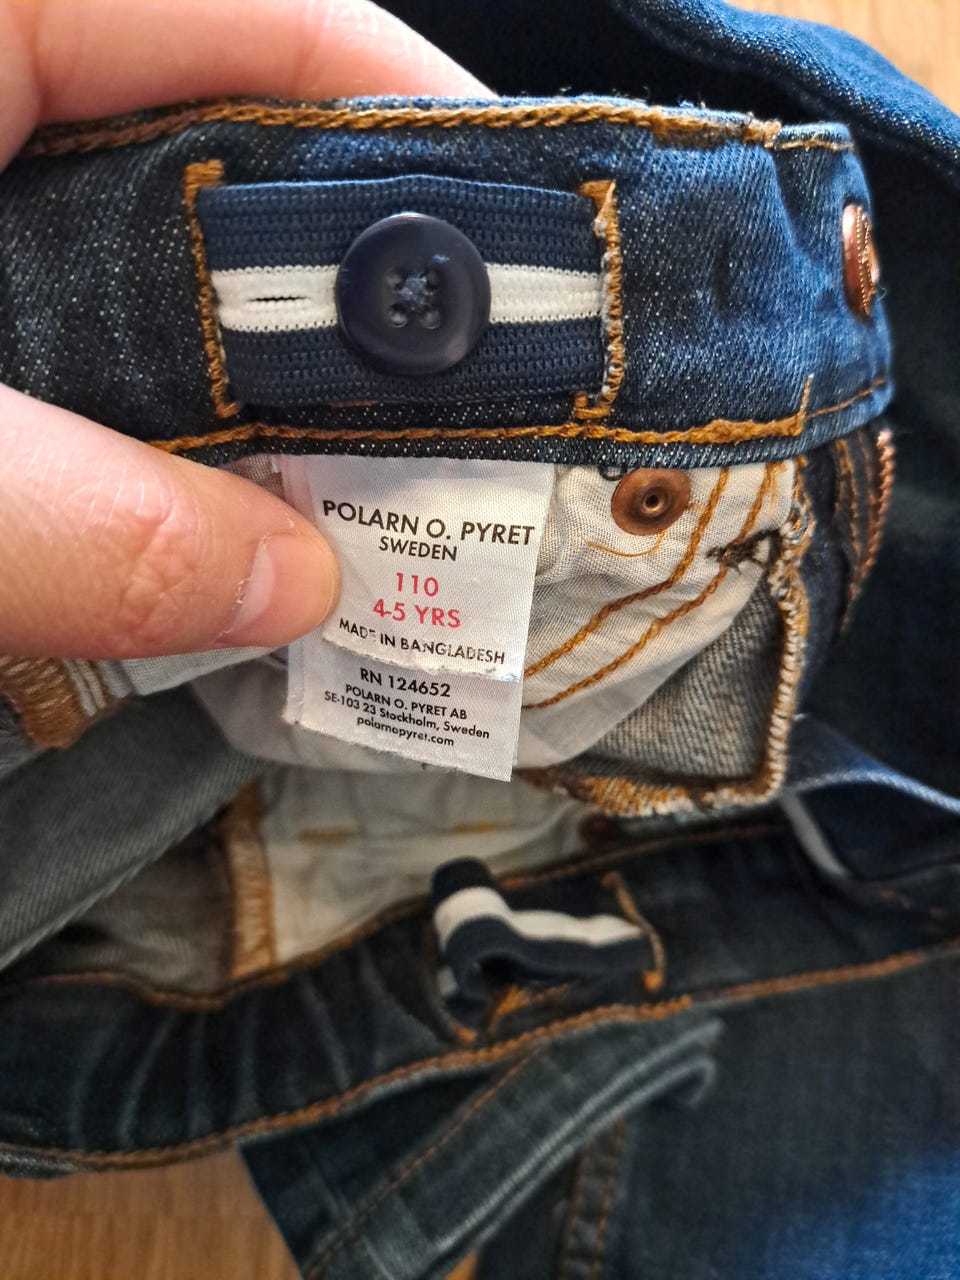 POLARN O. PYRET
SWEDEN
110
4-5 YRS
MADE IN BANGLADESH
RN 124652
POLARN O. PYRET AB
SE-103 23 Stockholm, Sweden
polarnopyret.com